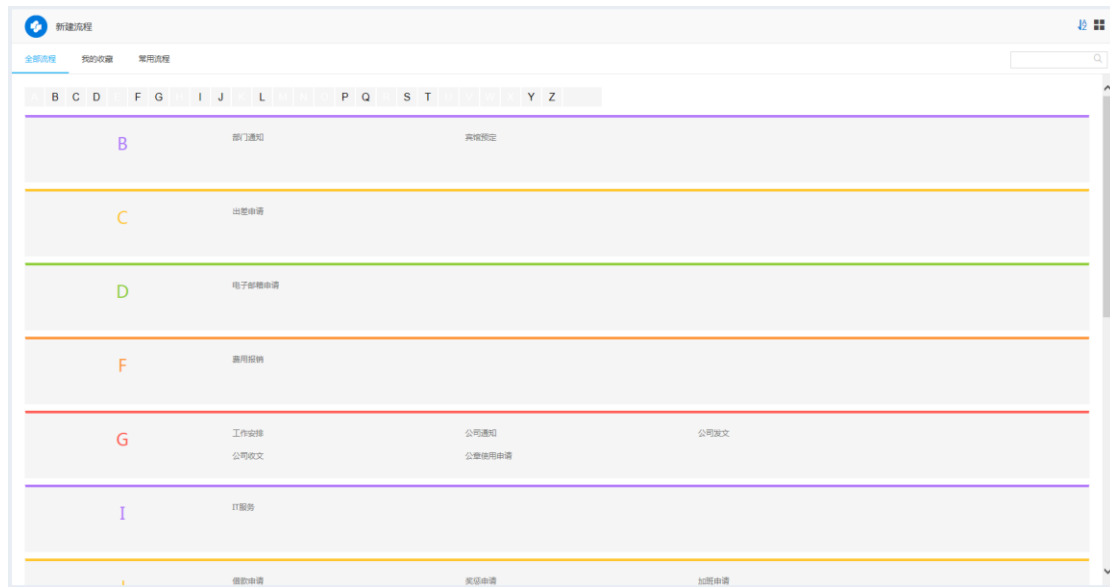 新建流程
全部流程 我的收藏 常用流程
B C D F G I J L P Q S T Y Z
B 部门通知 宾馆预定
C 出差申请
D 电子邮箱申请
F 费用报销
G 工作安排 公司通知 公司发文
公司收文 公章使用申请
I IT服务
借款申请 奖惩申请 加班申请